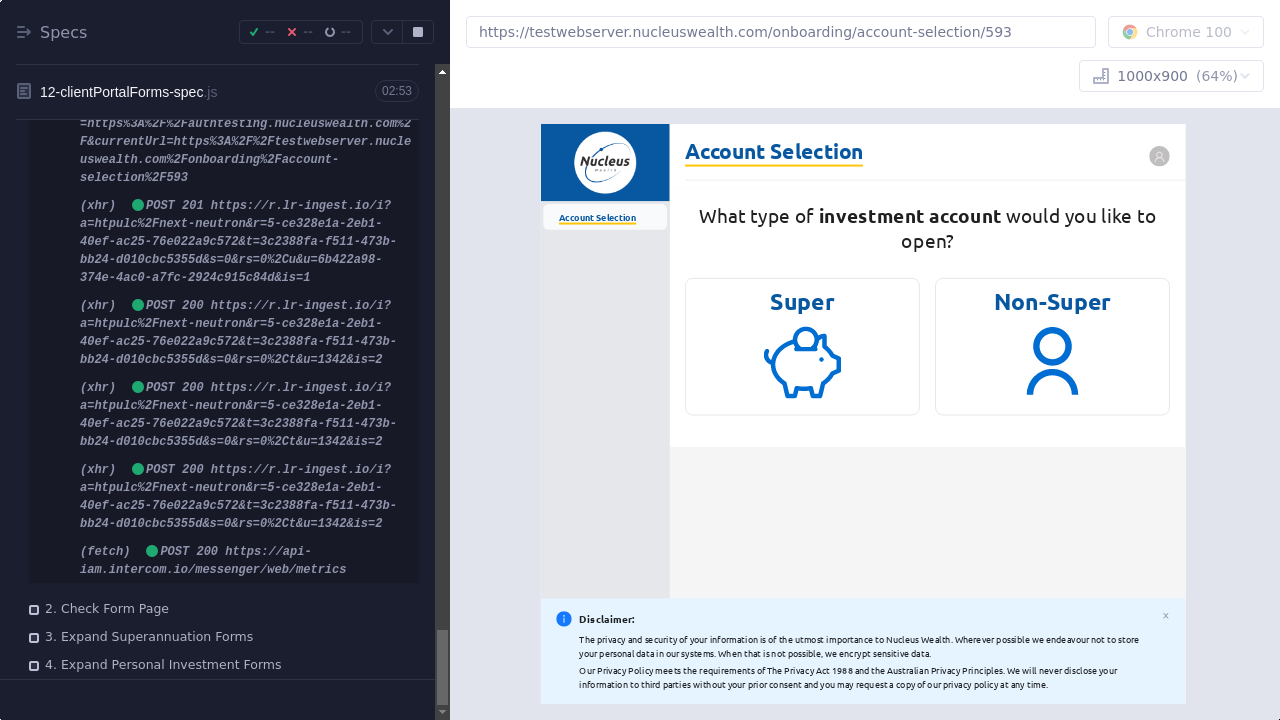 Specs
--
--
--
12-clientPortalForms-spec.js
02:53
=https%3A%2F%2Fauthtesting.nucleuswealth.com%2
F&currentUrl=https%3A%2F%2Ftestwebserver.nucle
uswealth.com%2Fonboarding%2Faccount-
selection%2F593
(xhr) POST 201 https://r.lr-ingest.io/i?
a=htpulc%2Fnext-neutron&r=5-ce328e1a-2eb1-
40ef-ac25-76e022a9c572&t=3c2388fa-f511-473b-
bb24-d010cbc5355d&s=0&rs=0%2Cu&u=6b422a98-
374e-4ac0-a7fc-2924c915c84d&is=1
(xhr) POST 200 https://r.lr-ingest.io/i?
a=htpulc%2Fnext-neutron&r=5-ce328e1a-2eb1-
40ef-ac25-76e022a9c572&t=3c2388fa-f511-473b-
bb24-d010cbc5355d&s=0&rs=0%2Ct&u=1342&is=2
(xhr) POST 200 https://r.lr-ingest.io/i?
a=htpulc%2Fnext-neutron&r=5-ce328e1a-2eb1-
40ef-ac25-76e022a9c572&t=3c2388fa-f511-473b-
bb24-d010cbc5355d&s=0&rs=0%2Ct&u=1342&is=2
(xhr) POST 200 https://r.lr-ingest.io/i?
a=htpulc%2Fnext-neutron&r=5-ce328e1a-2eb1-
40ef-ac25-76e022a9c572&t=3c2388fa-f511-473b-
bb24-d010cbc5355d&s=0&rs=0%2Ct&u=1342&is=2
(fetch) POST 200 https://api-
iam.intercom.io/messenger/web/metrics
2. Check Form Page
3. Expand Superannuation Forms
4. Expand Personal Investment Forms
https://testwebserver.nucleuswealth.com/onboarding/account-selection/593
Chrome 100
1000x900 (64%)
Nucleus
Wealth
Account Selection
Account Selection
What type of investment account would you like to
open?
Super
Non-Super
Disclaimer:
The privacy and security of your information is of the utmost importance to Nucleus Wealth. Wherever possible we endeavour not to store
your personal data in our systems. When that is not possible, we encrypt sensitive data.
Our Privacy Policy meets the requirements of The Privacy Act 1988 and the Australian Privacy Principles. We will never disclose your
information to third parties without your prior consent and you may request a copy of our privacy policy at any time.